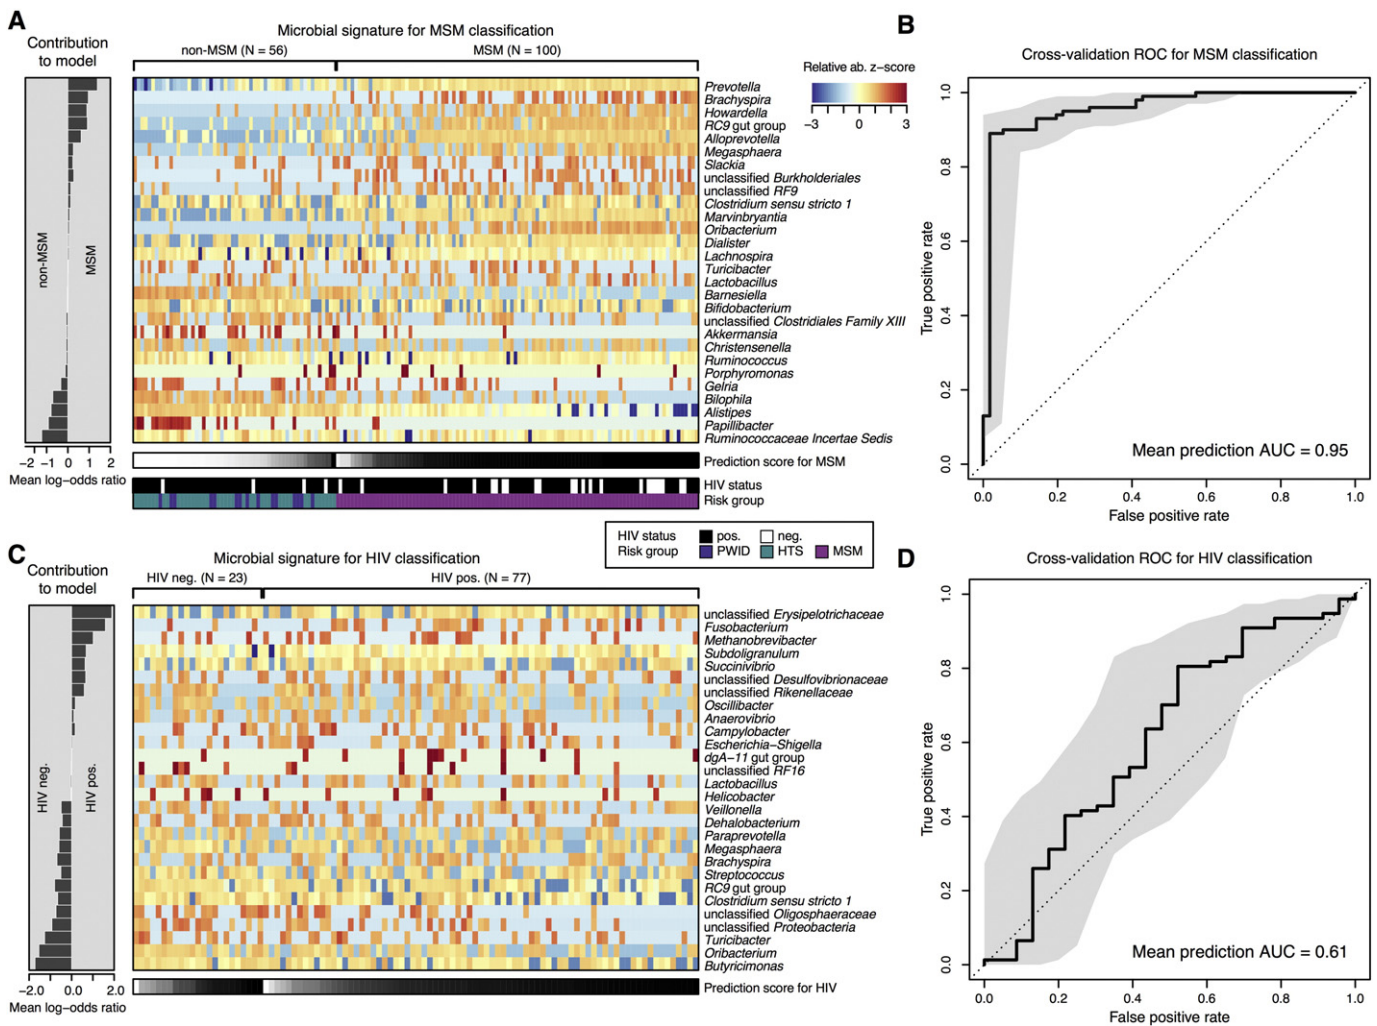 A
Microbial signature for MSM classification
Contribution
to model
non-MSM (N = 56)
MSM (N = 100)
non-MSM
MSM
Prevotella
Brachyspira
Howardella
RC9 gut group
Alloprevotella
Megasphaera
Slackia
unclassified Burkholderiales
unclassified RF9
Clostridium sensu stricto 1
Marvinbryantia
Oribacterium
Dialister
Lachnospira
Turicibacter
Lactobacillus
Barnesiella
Bifidobacterium
unclassified Clostridiales Family XIII
Akkermansia
Christensenella
Ruminococcus
Porphyromonas
Gelria
Bilophila
Alistipes
Papillibacter
Ruminococcaceae Incertae Sedis
−2 −1 0 1 2
Mean log−odds ratio
Prediction score for MSM
HIV status
Risk group
Relative ab. z−score
−3 0 3
B
Cross−validation ROC for MSM classification
True positive rate
1.0
0.8
0.6
0.4
0.2
0.0
Mean prediction AUC = 0.95
0.0 0.2 0.4 0.6 0.8 1.0
False positive rate
HIV status pos. neg.
Risk group PWID HTS MSM
C
Microbial signature for HIV classification
Contribution
to model
HIV neg. (N = 23)
HIV pos. (N = 77)
HIV neg.
HIV pos.
unclassified Erysipelotrichaceae
Fusobacterium
Methanobrevibacter
Subdoligranulum
Succinivibrio
unclassified Desulfovibrionaceae
unclassified Rikenellaceae
Oscillibacter
Anaerovibrio
Campylobacter
Escherichia−Shigella
dgA−11 gut group
unclassified RF16
Lactobacillus
Helicobacter
Veillonella
Dehalobacterium
Paraprevotella
Megasphaera
Brachyspira
Streptococcus
RC9 gut group
Clostridium sensu stricto 1
unclassified Oligosphaeraceae
unclassified Proteobacteria
Turicibacter
Oribacterium
Butyricimonas
−2.0 0.0 2.0
Mean log−odds ratio
Prediction score for HIV
D
Cross−validation ROC for HIV classification
True positive rate
1.0
0.8
0.6
0.4
0.2
0.0
Mean prediction AUC = 0.61
0.0 0.2 0.4 0.6 0.8 1.0
False positive rate